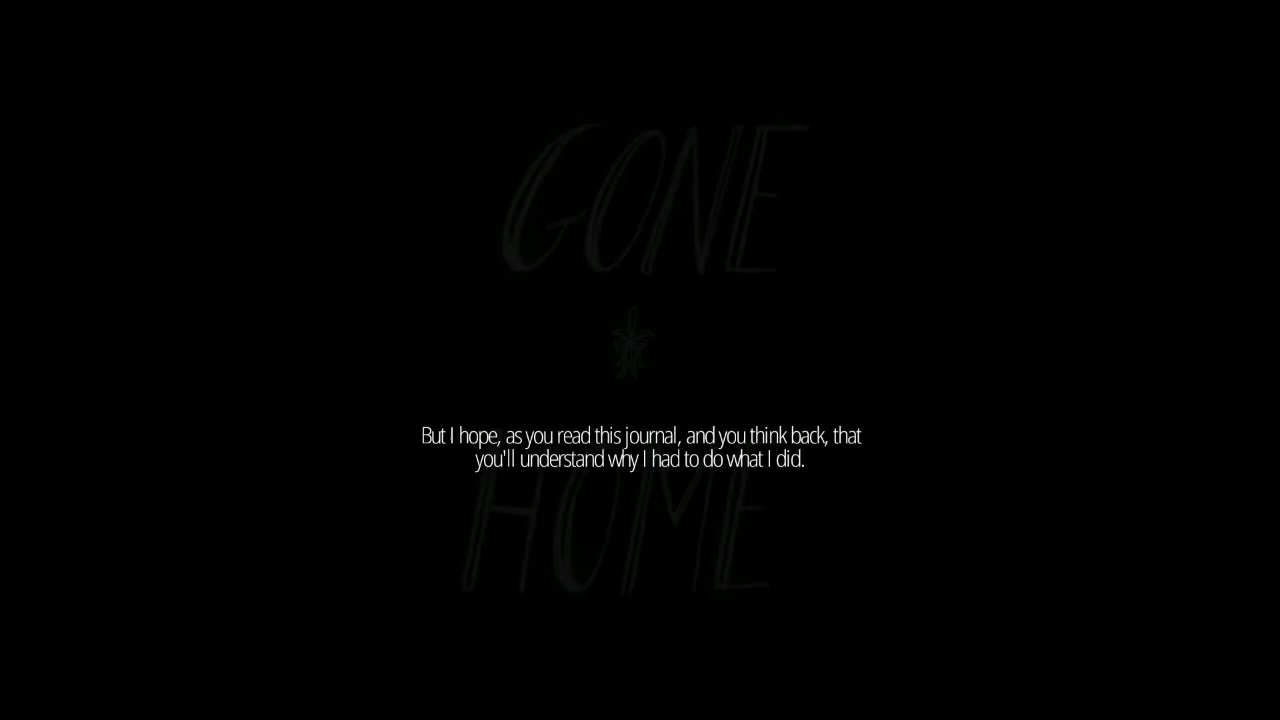 GONE
But I hope, as you read this journal, and you think back, that
you'll understand why I had to do what I did.
HOME